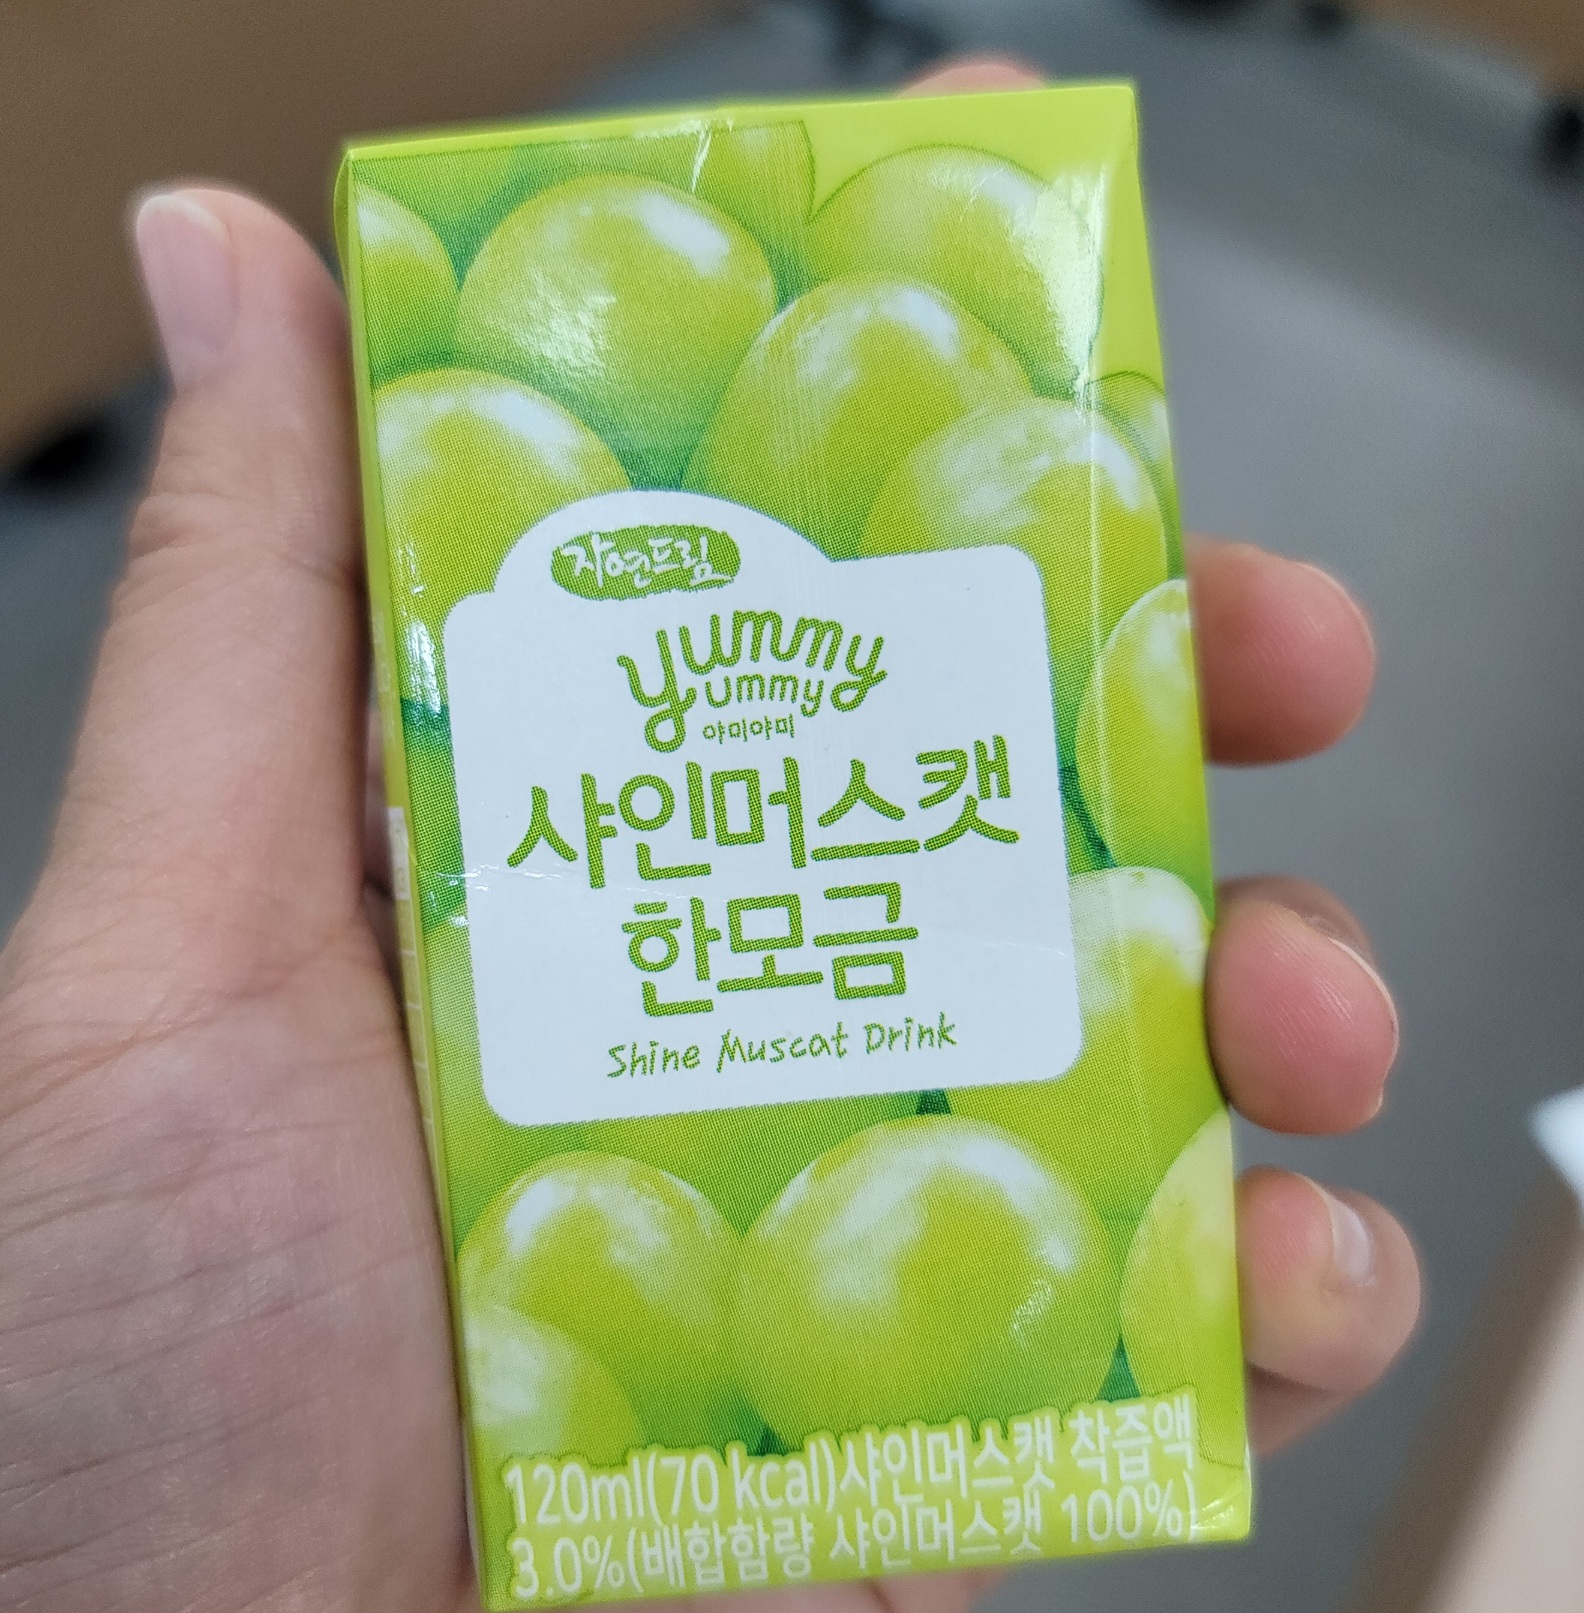 자연드림
yummy
yummy
야미야미
샤인머스캣
한모금
Shine Muscat Drink
120ml(70 kcal)샤인머스캣 착즙액
3.0%(배합함량 샤인머스캣 100%)